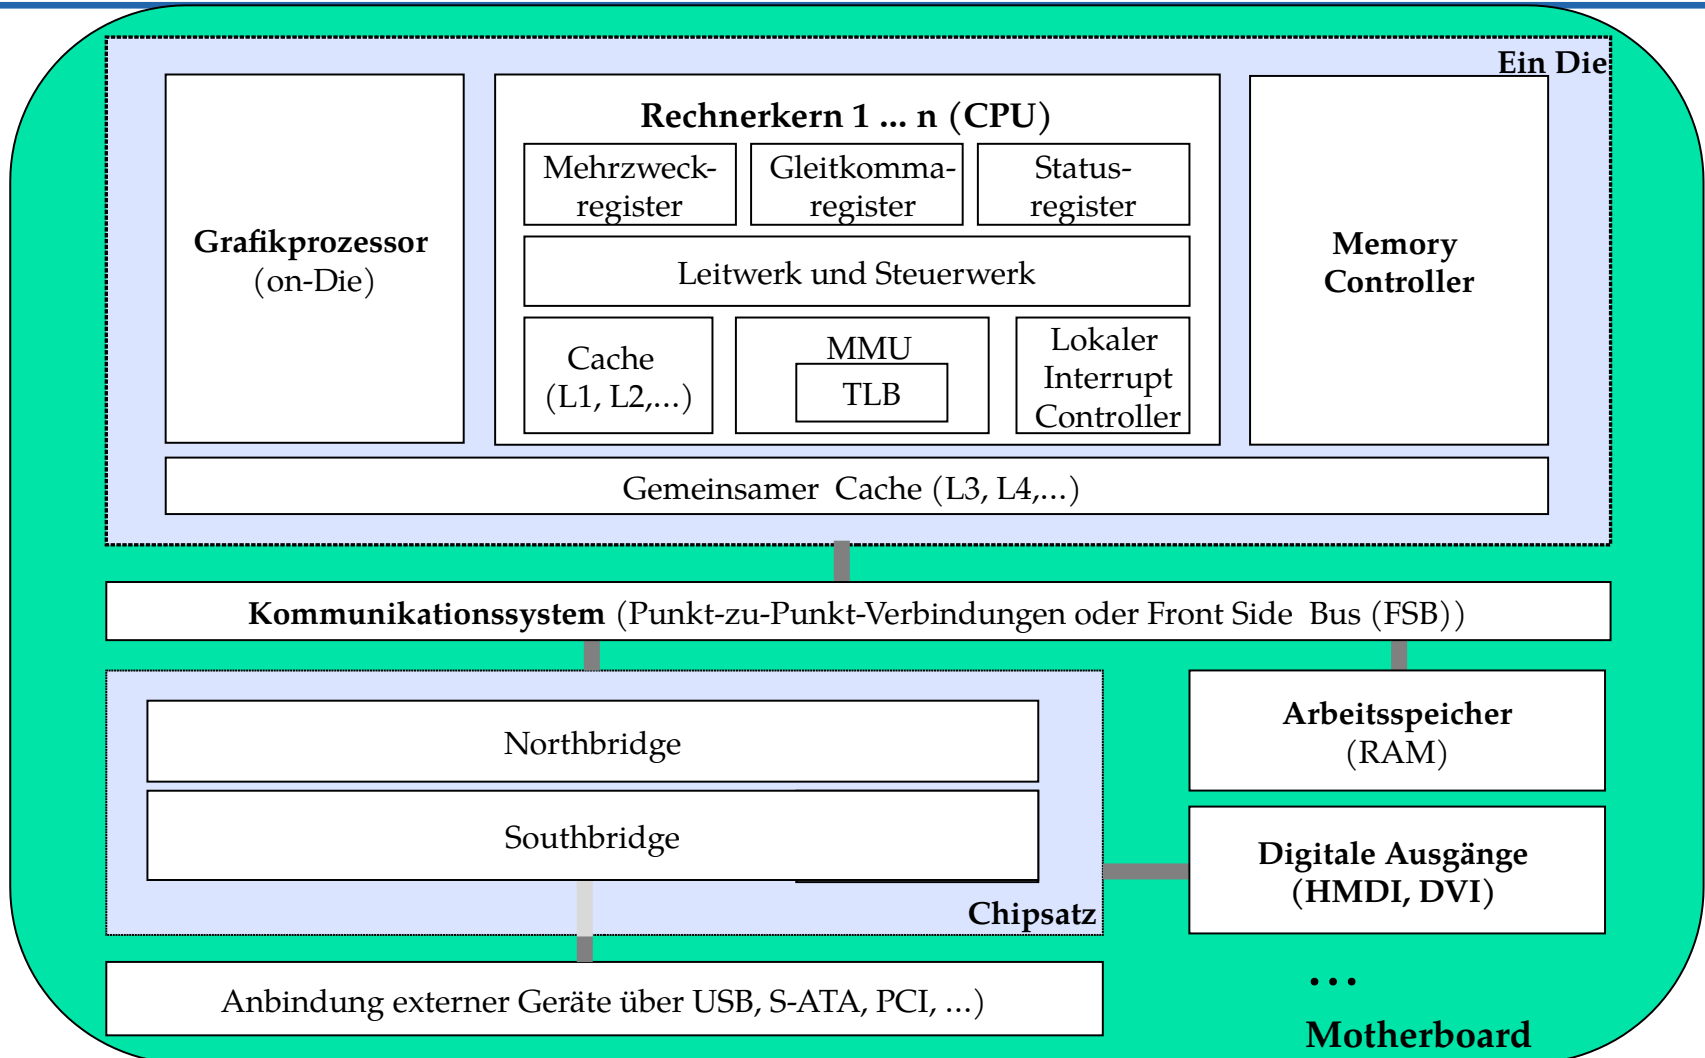 Ein Die
Rechnerkern 1 ... n (CPU)
Mehrzweck-
register
Gleitkomma-
register
Status-
register
Grafikprozessor
(on-Die)
Leitwerk und Steuerwerk
Memory
Controller
Cache
(L1, L2,...)
MMU
TLB
Lokaler
Interrupt
Controller
Gemeinsamer Cache (L3, L4,...)
Kommunikationssystem (Punkt-zu-Punkt-Verbindungen oder Front Side Bus (FSB))
Northbridge
Southbridge
Chipsatz
Arbeitsspeicher
(RAM)
Digitale Ausgänge
(HMDI, DVI)
Anbindung externer Geräte über USB, S-ATA, PCI, ...)
...
Motherboard